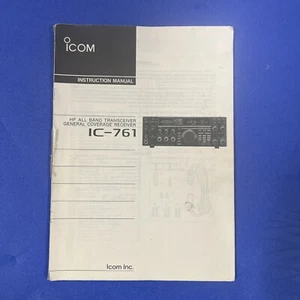 ICOM
INSTRUCTION MANUAL
HF ALL BAND TRANSCEIVER
GENERAL COVERAGE RECEIVER
IC-761
Icom Inc.